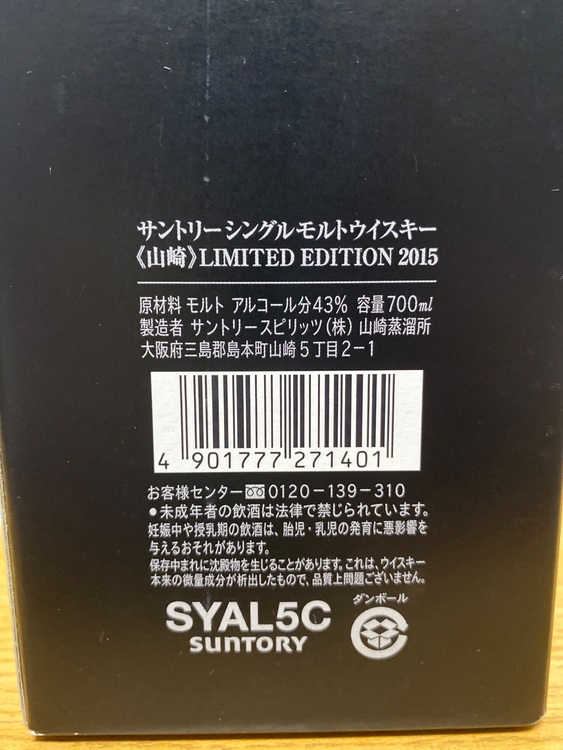 サントリーシングルモルトウイスキー
《山崎》LIMITED EDITION 2015
原材料 モルト アルコール分43% 容量700ml
製造者 サントリースピリッツ(株) 山崎蒸溜所
大阪府三島郡島本町山崎5丁目2-1
4 901777 271401
お客様センター 0120-139-310
●未成年者の飲酒は法律で禁じられています。
妊娠中や授乳期の飲酒は、胎児・乳児の発育に悪影響を
与えるおそれがあります。
保存中まれに沈殿物を生じることがあります。これは、ウイスキー
本来の微量成分が析出したもので、品質上問題ございません。
ダンボール
SYAL5C
SUNTORY